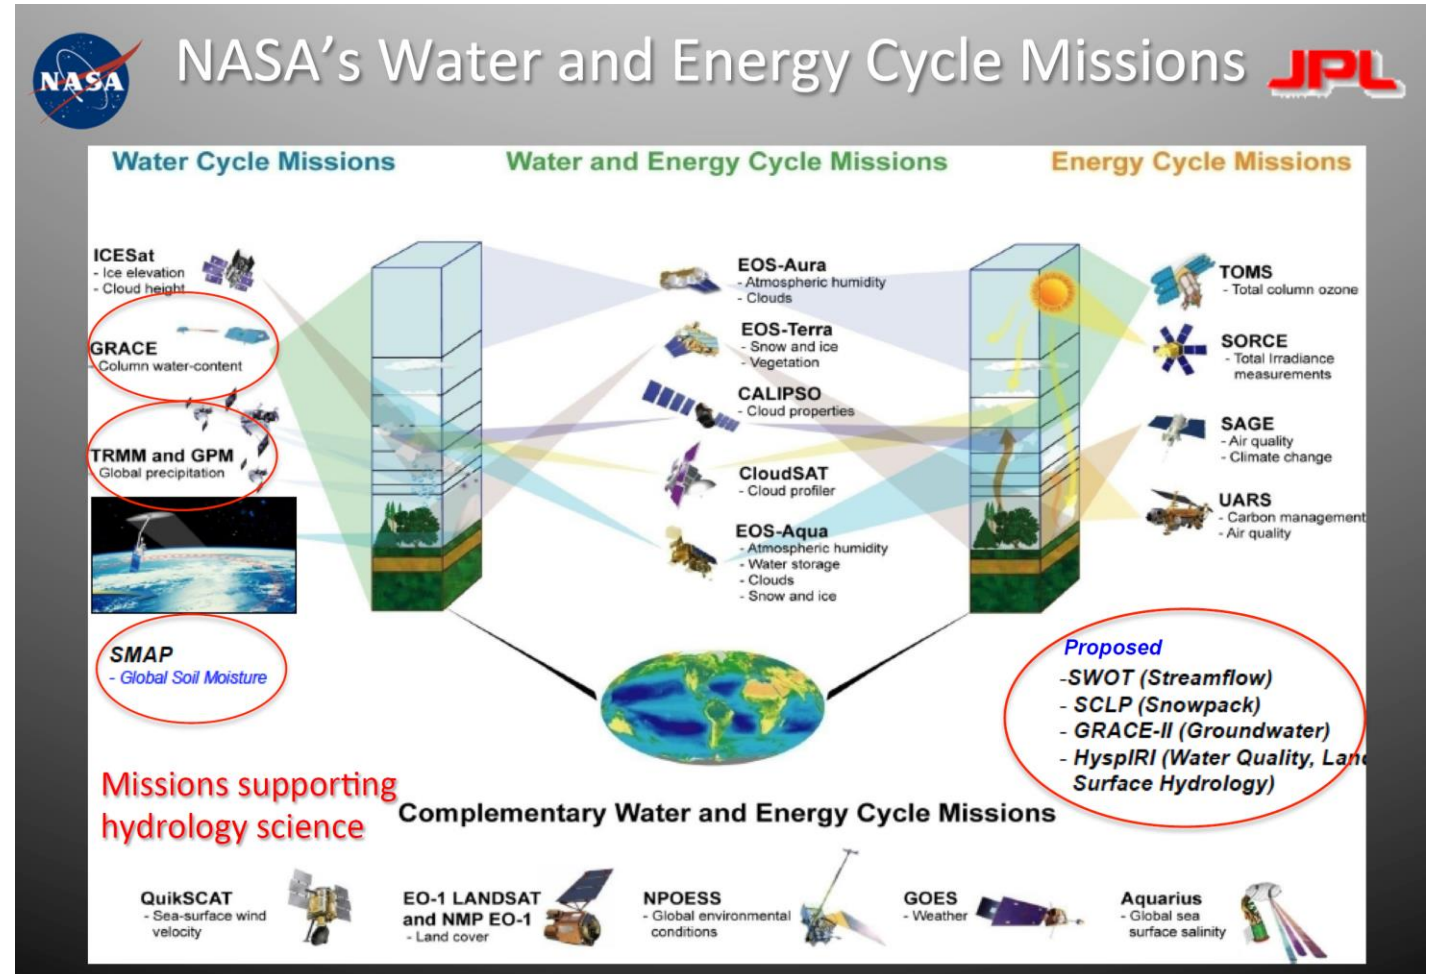 NASA
NASA's Water and Energy Cycle Missions
JPL
Water Cycle Missions
Water and Energy Cycle Missions
Energy Cycle Missions
ICESat
- Ice elevation
- Cloud height
GRACE
- Column water-content
TRMM and GPM
Global precipitation
SMAP
- Global Soil Moisture
Missions supporting
hydrology science
EOS-Aura
- Atmospheric humidity
- Clouds
EOS-Terra
- Snow and ice
- Vegetation
CALIPSO
- Cloud properties
CloudSAT
- Cloud profiler
EOS-Aqua
- Atmospheric humidity
- Water storage
- Clouds
- Snow and ice
TOMS
- Total column ozone
SORCE
- Total Irradiance
measurements
SAGE
- Air quality
- Climate change
UARS
- Carbon management
- Air quality
Proposed
-SWOT (Streamflow)
- SCLP (Snowpack)
- GRACE-II (Groundwater)
- HyspIRI (Water Quality, Land
Surface Hydrology)
Complementary Water and Energy Cycle Missions
QuikSCAT
- Sea-surface wind
velocity
EO-1 LANDSAT
and NMP EO-1
- Land cover
NPOESS
- Global environmental
conditions
GOES
- Weather
Aquarius
- Global sea
surface salinity